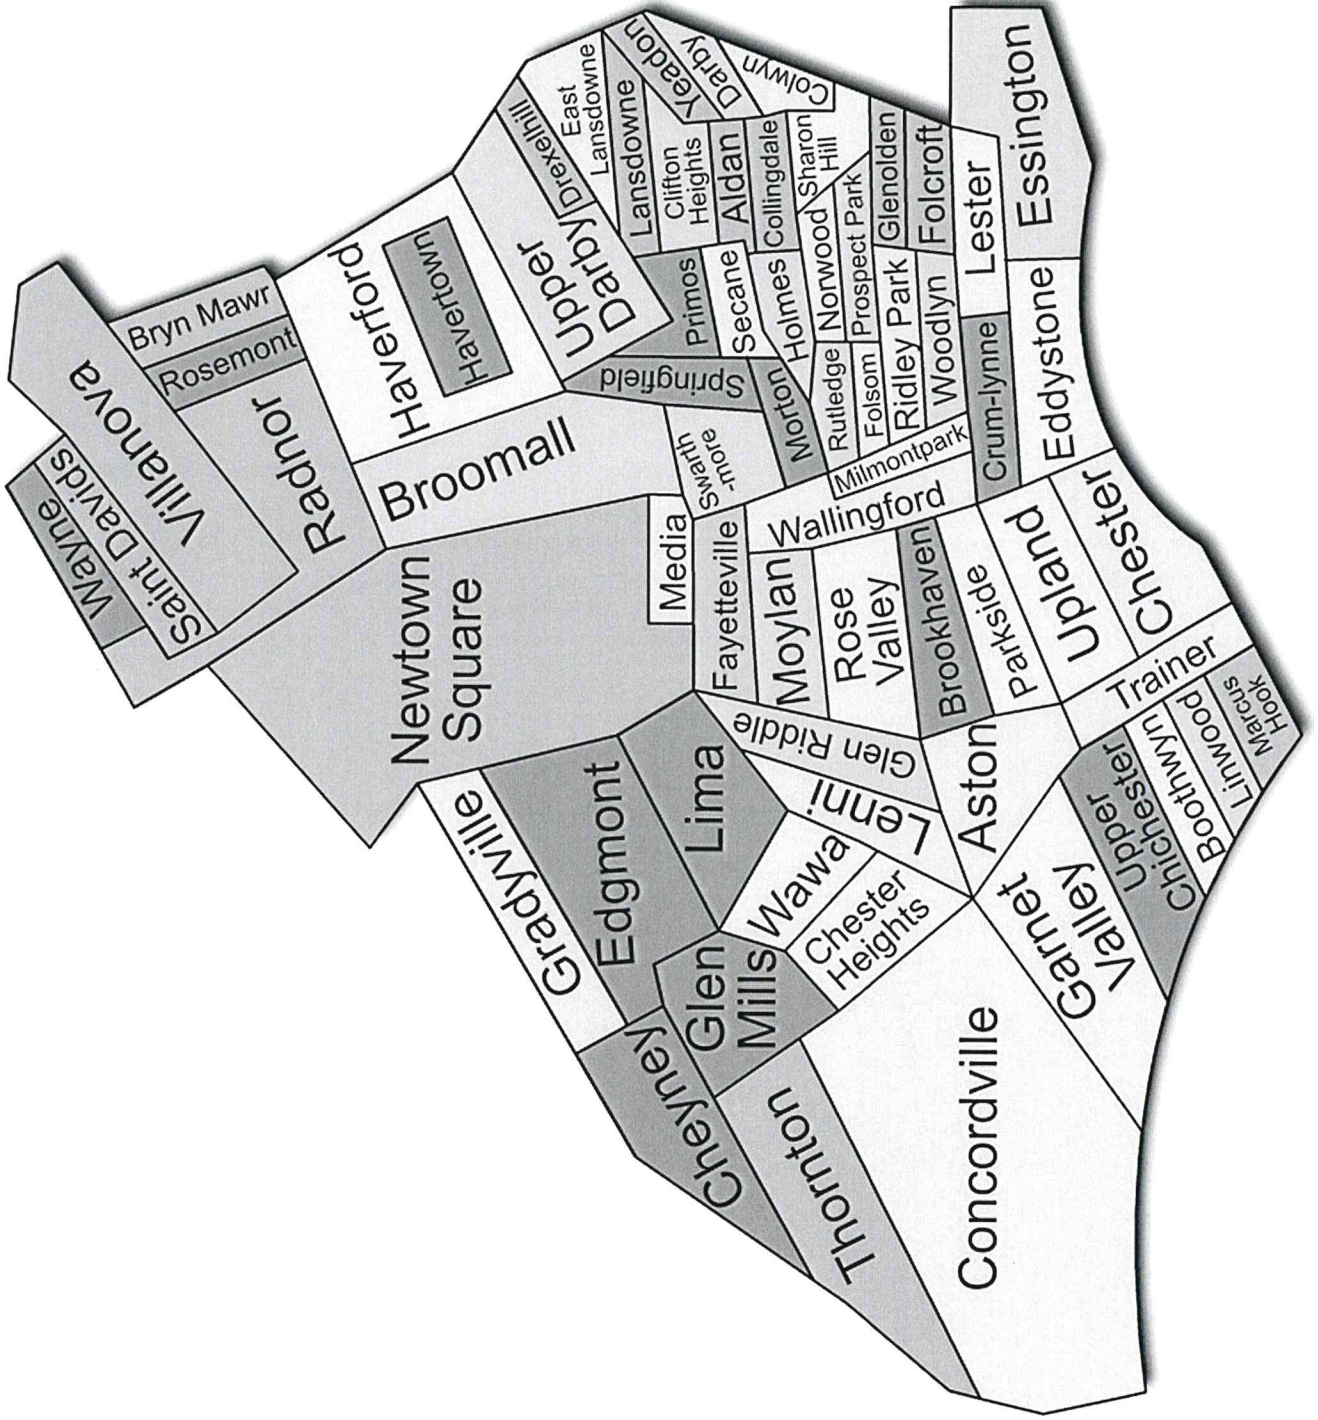 Essington
Lester
Eddystone
Crum-lynne
Folcroft
Glenolden
Woodlyn
Ridley Park
Prospect Park
Folsom
Norwood
Rutledge
Sharon
Hill
Colwyn
Darby
Yeadon
Collingdale
Aldan
Clifton
Heights
Lansdowne
East
Lansdowne
Drexelhill
Upper
Darby
Primos
Secane
Holmes
Morton
Springfield
Swarth
-more
Milmontpark
Wallingford
Haverford
Havertown
Bryn Mawr
Rosemont
Radnor
Villanova
Saint Davids
Wayne
Broomall
Newtown
Square
Media
Fayetteville
Moylan
Rose
Valley
Brookhaven
Parkside
Upland
Chester
Trainer
Marcus
Hook
Linwood
Boothwyn
Upper
Chichester
Aston
Glen Riddle
Lenni
Lima
Edgmont
Gradyville
Wawa
Chester
Heights
Glen
Mills
Cheyney
Thornton
Concordville
Garnet
Valley